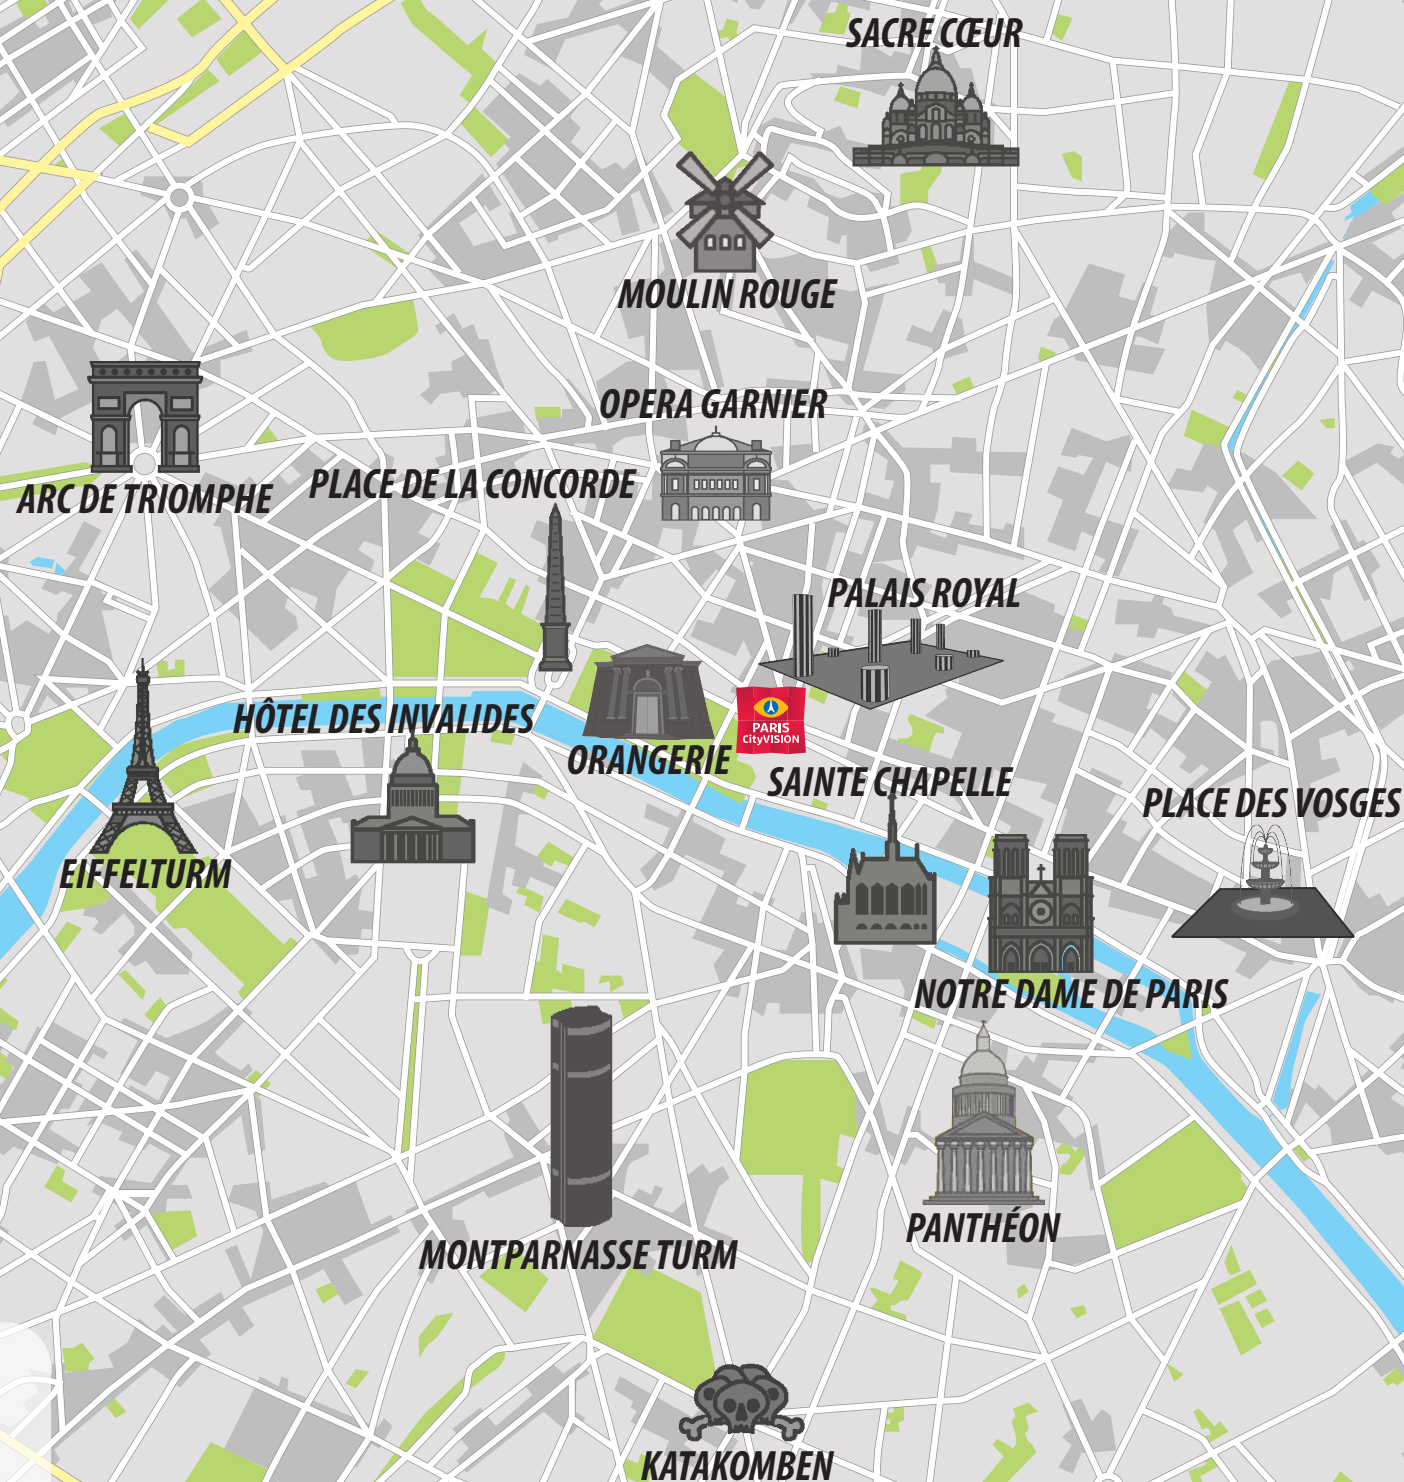 SACRE CŒUR
MOULIN ROUGE
OPERA GARNIER
PLACE DE LA CONCORDE
ARC DE TRIOMPHE
PALAIS ROYAL
HÔTEL DES INVALIDES
PARIS
CityVISION
ORANGERIE
SAINTE CHAPELLE
PLACE DES VOSGES
EIFFELTURM
NOTRE DAME DE PARIS
PANTHÉON
MONTPARNASSE TURM
KATAKOMBEN